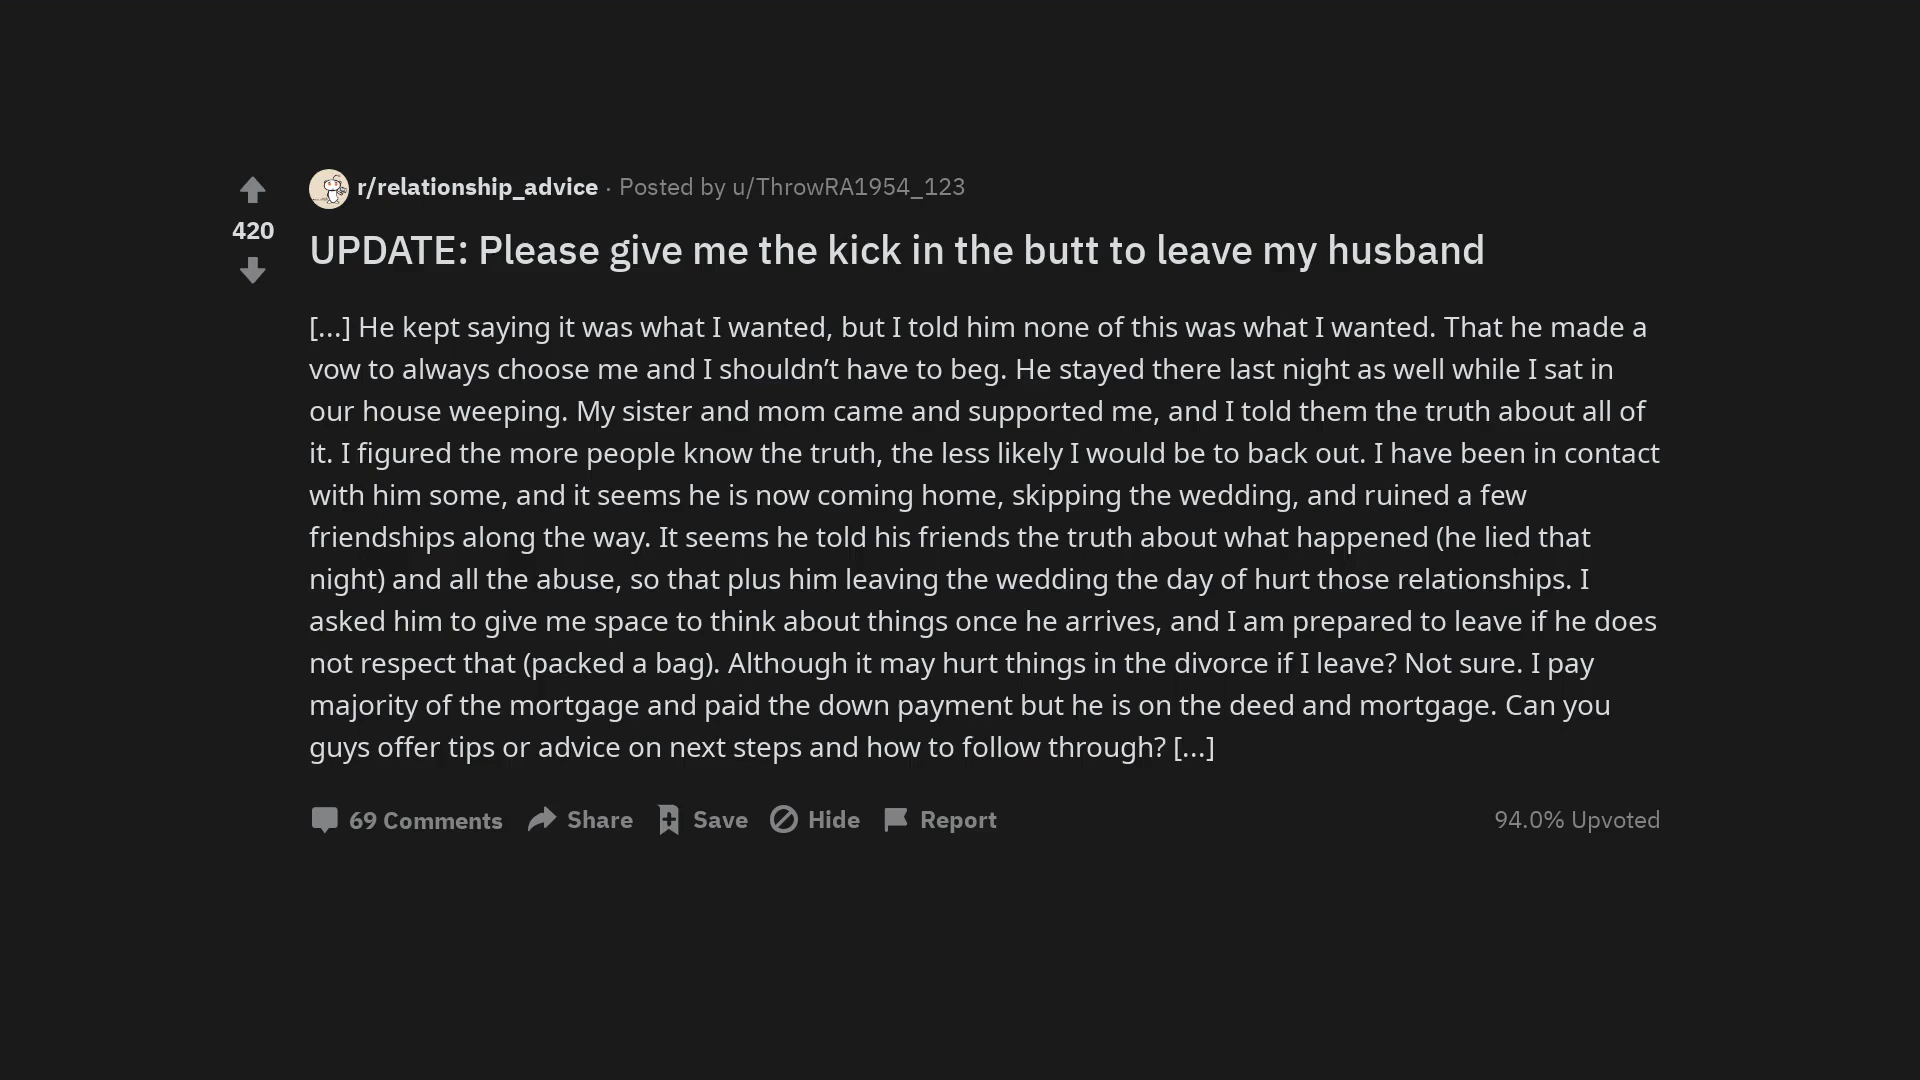 r/relationship_advice · Posted by u/ThrowRA1954_123
420
UPDATE: Please give me the kick in the butt to leave my husband
[...] He kept saying it was what I wanted, but I told him none of this was what I wanted. That he made a
vow to always choose me and I shouldn’t have to beg. He stayed there last night as well while I sat in
our house weeping. My sister and mom came and supported me, and I told them the truth about all of
it. I figured the more people know the truth, the less likely I would be to back out. I have been in contact
with him some, and it seems he is now coming home, skipping the wedding, and ruined a few
friendships along the way. It seems he told his friends the truth about what happened (he lied that
night) and all the abuse, so that plus him leaving the wedding the day of hurt those relationships. I
asked him to give me space to think about things once he arrives, and I am prepared to leave if he does
not respect that (packed a bag). Although it may hurt things in the divorce if I leave? Not sure. I pay
majority of the mortgage and paid the down payment but he is on the deed and mortgage. Can you
guys offer tips or advice on next steps and how to follow through? [...]
69 Comments Share Save Hide Report 94.0% Upvoted